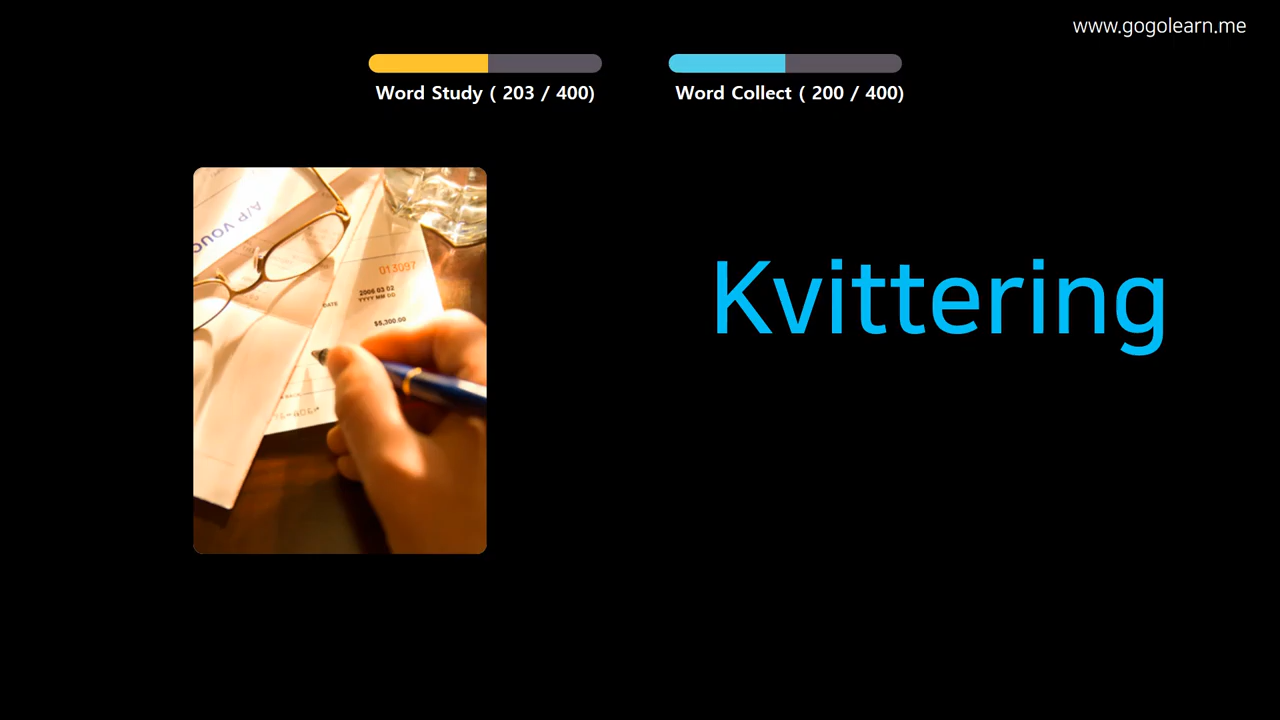 www.gogolearn.me
Word Study ( 203 / 400)
Word Collect ( 200 / 400)
A/P VOUC
013097
2006 03 02
YYYY MM DD
DATE
$5,300.00
Kvittering